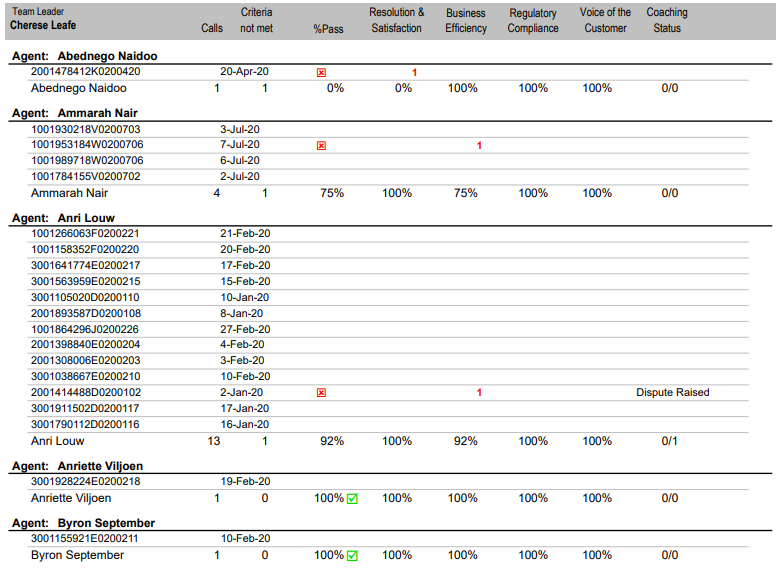 Team Leader
Cherese Leafe
Calls Criteria not met %Pass Resolution & Satisfaction Business Efficiency Regulatory Compliance Voice of the Customer Coaching Status
Agent: Abednego Naidoo
2001478412K0200420 20-Apr-20 1
Abednego Naidoo 1 1 0% 0% 100% 100% 100% 0/0
Agent: Ammarah Nair
1001930218V0200703 3-Jul-20
1001953184W0200706 7-Jul-20 1
1001989718W0200706 6-Jul-20
1001784155V0200702 2-Jul-20
Ammarah Nair 4 1 75% 100% 75% 100% 100% 0/0
Agent: Anri Louw
1001266063F0200221 21-Feb-20
1001158352F0200220 20-Feb-20
3001641774E0200217 17-Feb-20
3001563959E0200215 15-Feb-20
3001105020D0200110 10-Jan-20
2001893587D0200108 8-Jan-20
1001864296J0200226 27-Feb-20
2001398840E0200204 4-Feb-20
2001308006E0200203 3-Feb-20
3001038667E0200210 10-Feb-20
2001414488D0200102 2-Jan-20 1 Dispute Raised
3001911502D0200117 17-Jan-20
3001790112D0200116 16-Jan-20
Anri Louw 13 1 92% 100% 92% 100% 100% 0/1
Agent: Anriette Viljoen
3001928224E0200218 19-Feb-20
Anriette Viljoen 1 0 100% 100% 100% 100% 100% 0/0
Agent: Byron September
3001155921E0200211 10-Feb-20
Byron September 1 0 100% 100% 100% 100% 100% 0/0